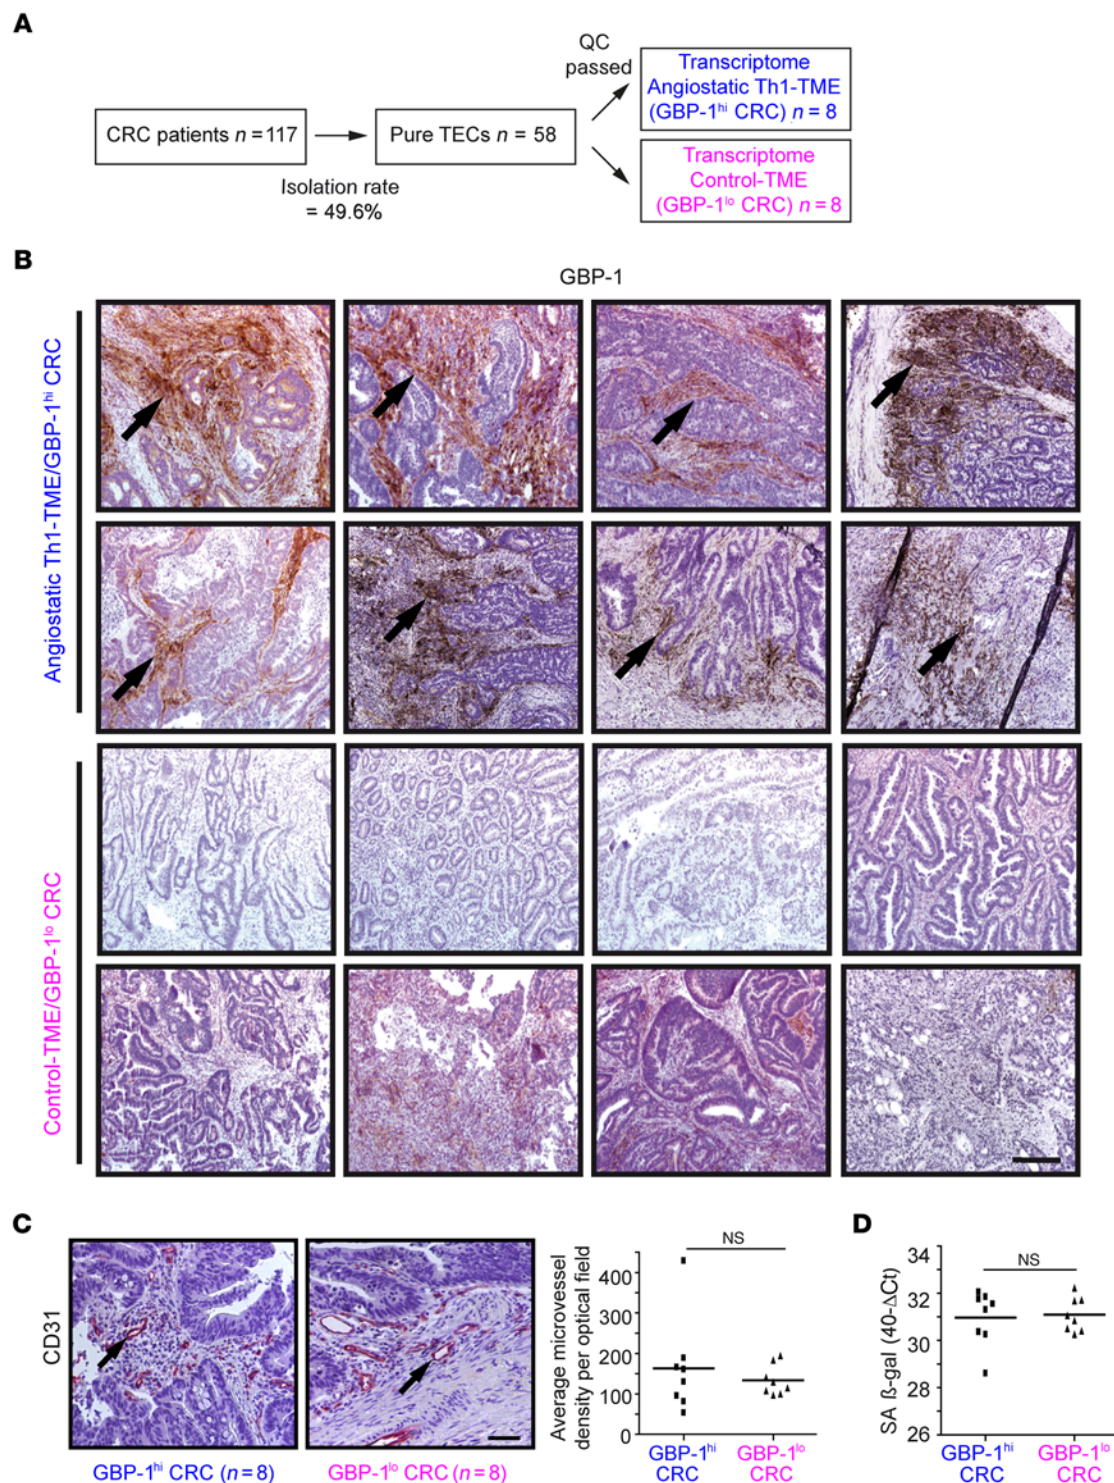 A
CRC patients n = 117
Isolation rate
= 49.6%
Pure TECs n = 58
QC
passed
Transcriptome
Angiostatic Th1-TME
(GBP-1hi CRC) n = 8
Transcriptome
Control-TME
(GBP-1lo CRC) n = 8
B
GBP-1
Angiostatic Th1-TME/GBP-1hi CRC
Control-TME/GBP-1lo CRC
C
CD31
GBP-1hi CRC (n = 8)
GBP-1lo CRC (n = 8)
Average microvessel
density per optical field
400
300
200
100
0
NS
GBP-1hi
CRC
GBP-1lo
CRC
D
SA ß-gal (40-ΔCt)
34
32
30
28
26
NS
GBP-1hi
CRC
GBP-1lo
CRC